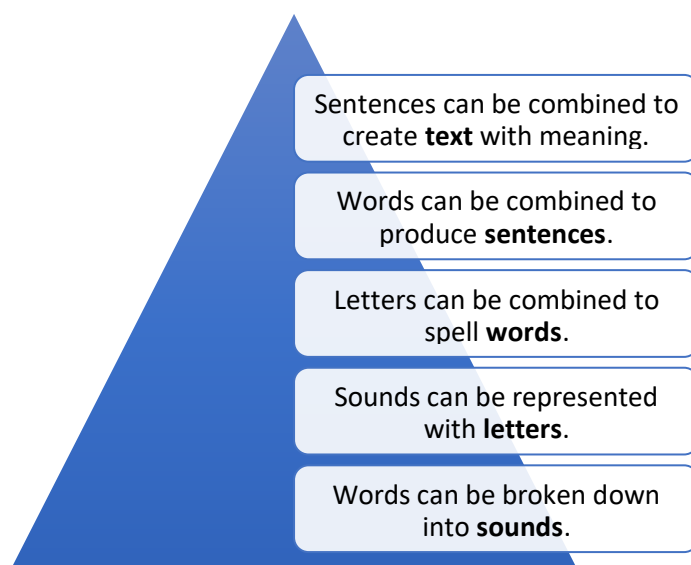 Sentences can be combined to
create text with meaning.
Words can be combined to
produce sentences.
Letters can be combined to
spell words.
Sounds can be represented
with letters.
Words can be broken down
into sounds.